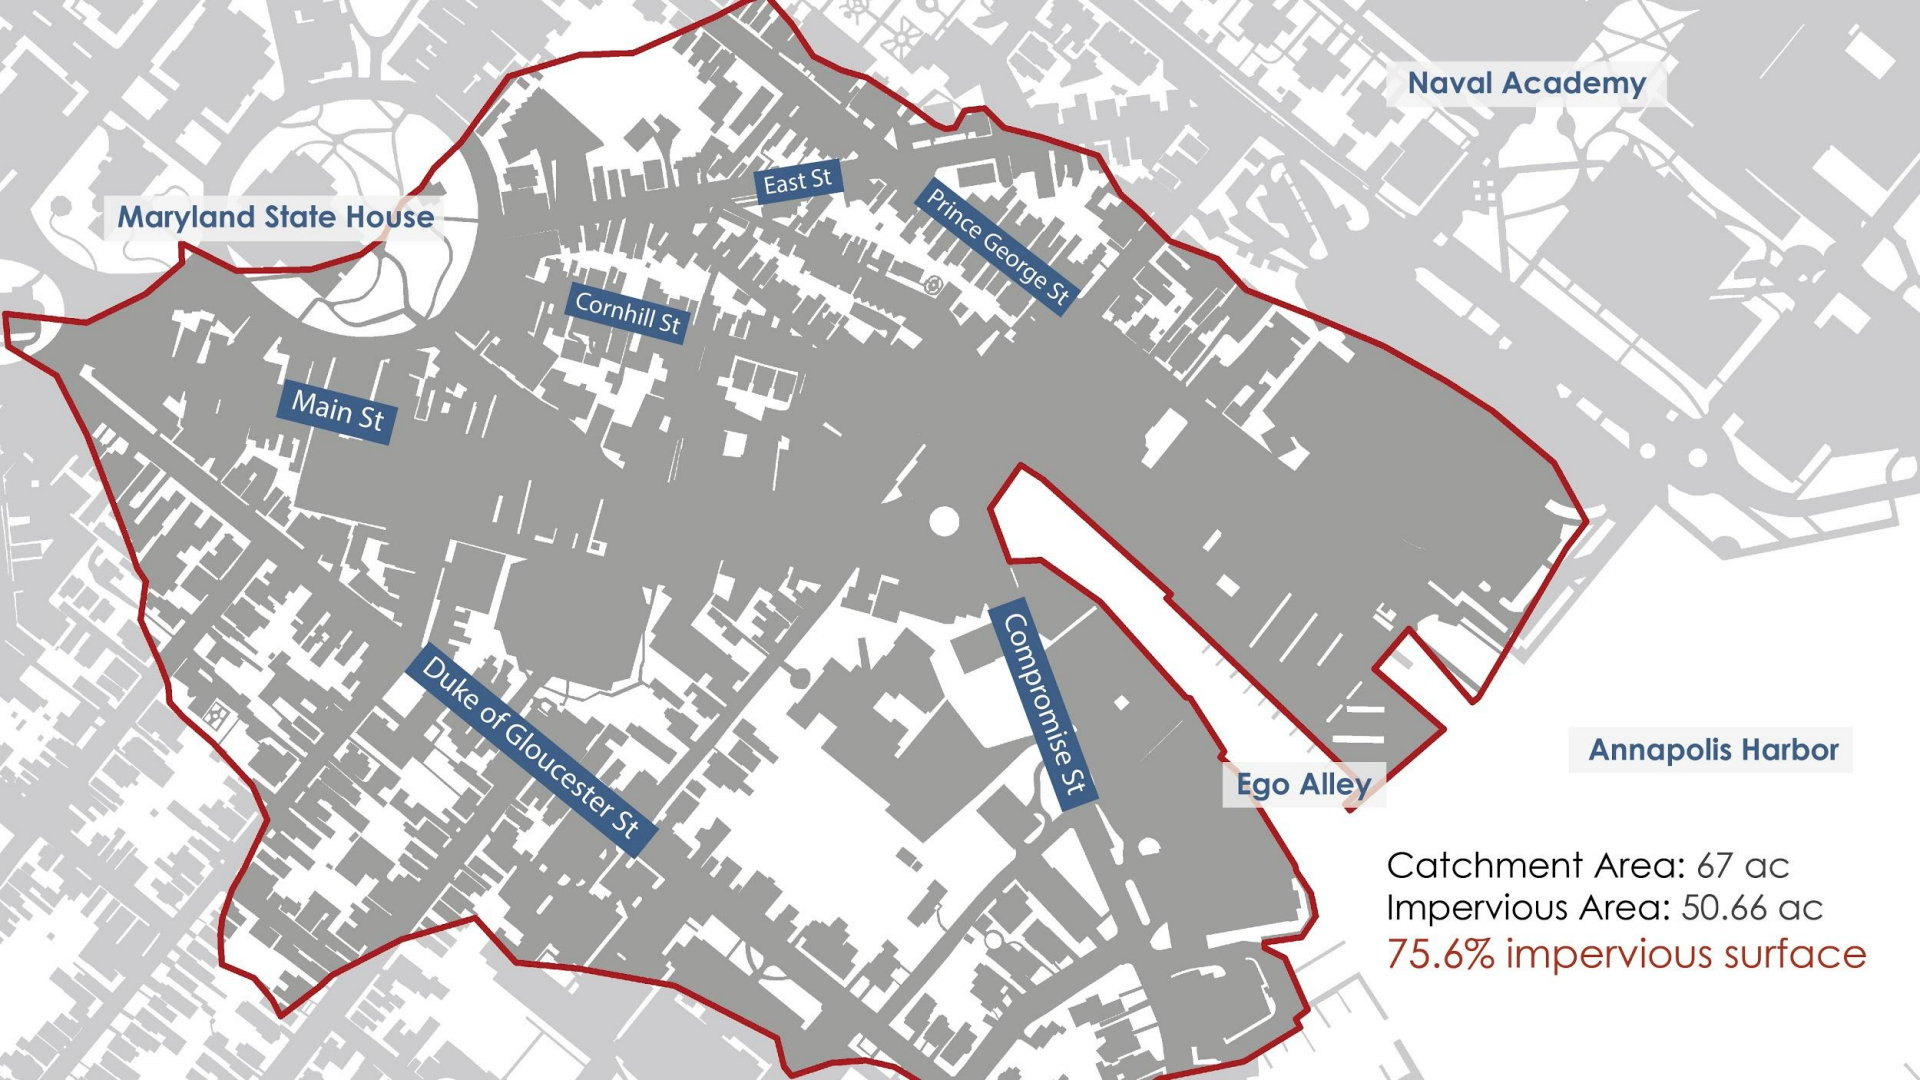 Naval Academy
East St
Maryland State House
Prince George St
Cornhill St
Main St
Compromise St
Duke of Gloucester St
Annapolis Harbor
Ego Alley
Catchment Area: 67 ac
Impervious Area: 50.66 ac
75.6% impervious surface